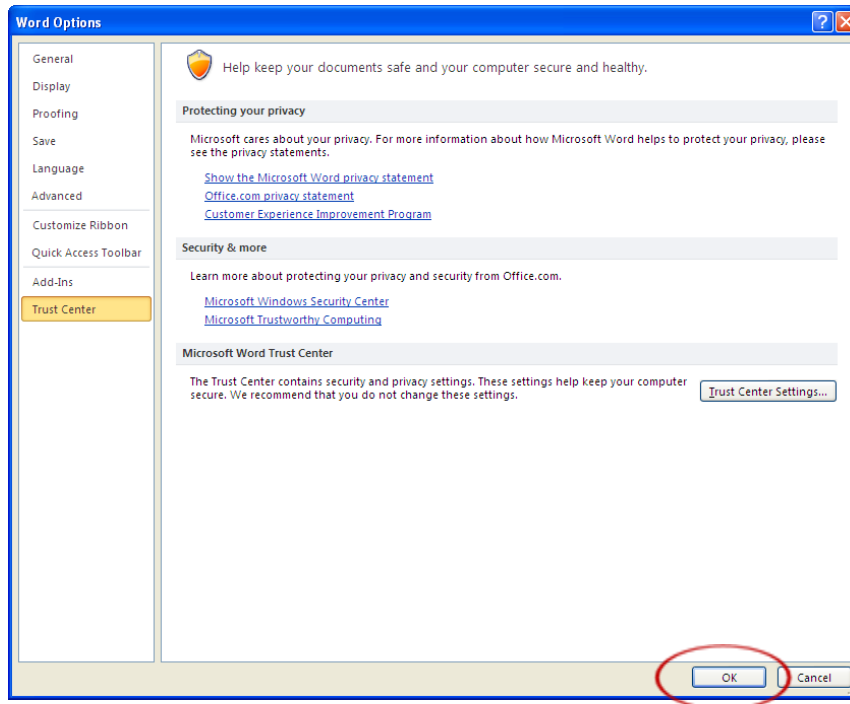 Word Options
General
Display
Proofing
Save
Language
Advanced
Customize Ribbon
Quick Access Toolbar
Add-Ins
Trust Center
Help keep your documents safe and your computer secure and healthy.
Protecting your privacy
Microsoft cares about your privacy. For more information about how Microsoft Word helps to protect your privacy, please
see the privacy statements.
Show the Microsoft Word privacy statement
Office.com privacy statement
Customer Experience Improvement Program
Security & more
Learn more about protecting your privacy and security from Office.com.
Microsoft Windows Security Center
Microsoft Trustworthy Computing
Microsoft Word Trust Center
The Trust Center contains security and privacy settings. These settings help keep your computer
secure. We recommend that you do not change these settings.
Trust Center Settings...
OK
Cancel